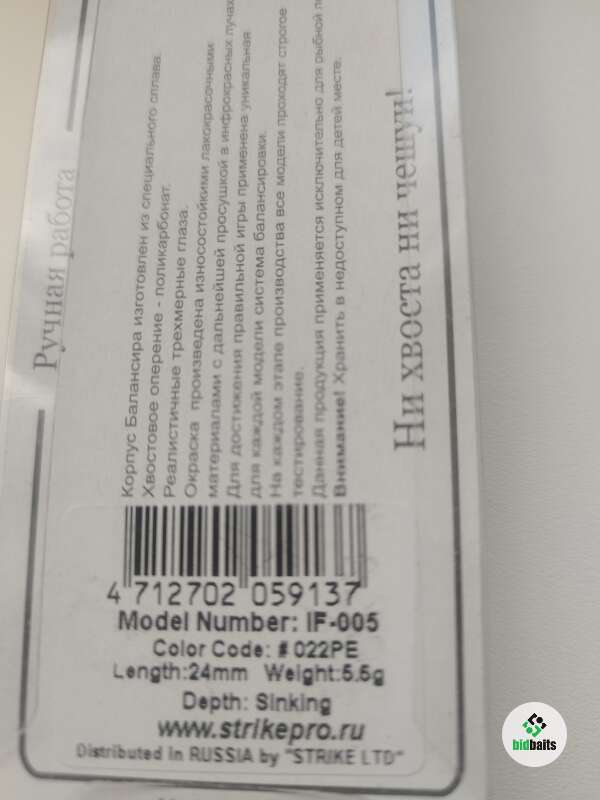 Ручная работа
Корпус Балансира изготовлен из специального сплава.
Хвостовое оперение - поликарбонат.
Реалистичные трехмерные глаза.
Окраска произведена износостойкими лакокрасочными
материалами с дальнейшей просушкой в инфрокрасных лучах
Для достижения правильной игры применена уникальная
для каждой модели система балансировки.
На каждом этапе производства все модели проходят строгое
тестирование.
Данная продукция применяется исключительно для рыбной
Внимание! Хранить в недоступном для детей месте.
Ни хвоста ни чешуи!
4 712702 059137
Model Number: IF-005
Color Code: # 022PE
Length:24mm Weight:5.5g
Depth: Sinking
www.strikepro.ru
Distributed in RUSSIA by "STRIKE LTD"
bidbaits